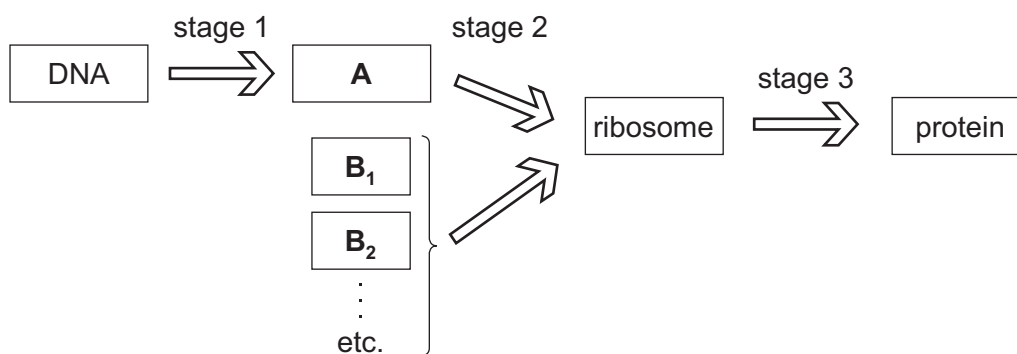 stage 1
stage 2
DNA
A
stage 3
ribosome
protein
B₁
B₂
etc.